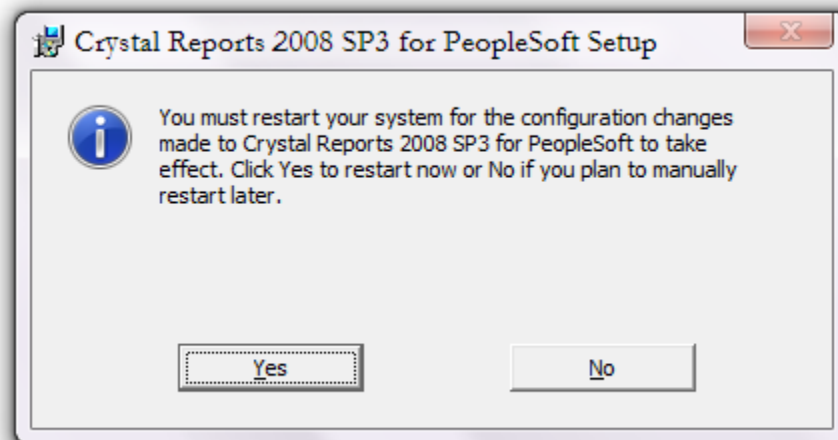 Crystal Reports 2008 SP3 for PeopleSoft Setup
You must restart your system for the configuration changes
made to Crystal Reports 2008 SP3 for PeopleSoft to take
effect. Click Yes to restart now or No if you plan to manually
restart later.
Yes
No